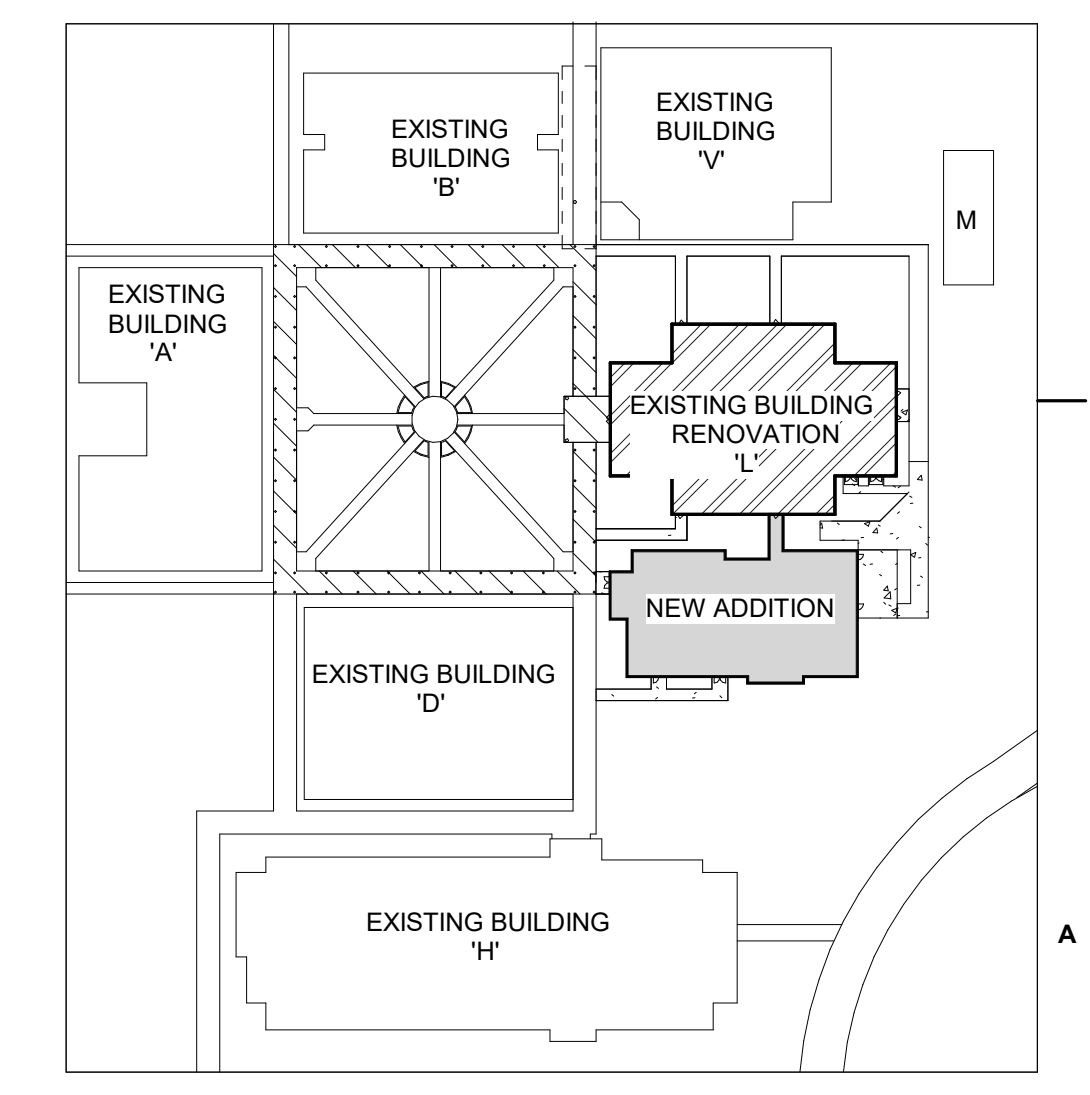 EXISTING
BUILDING
'B'
EXISTING
BUILDING
'V'
M
EXISTING
BUILDING
'A'
EXISTING BUILDING
RENOVATION
'L'
NEW ADDITION
EXISTING BUILDING
'D'
EXISTING BUILDING
'H'
A